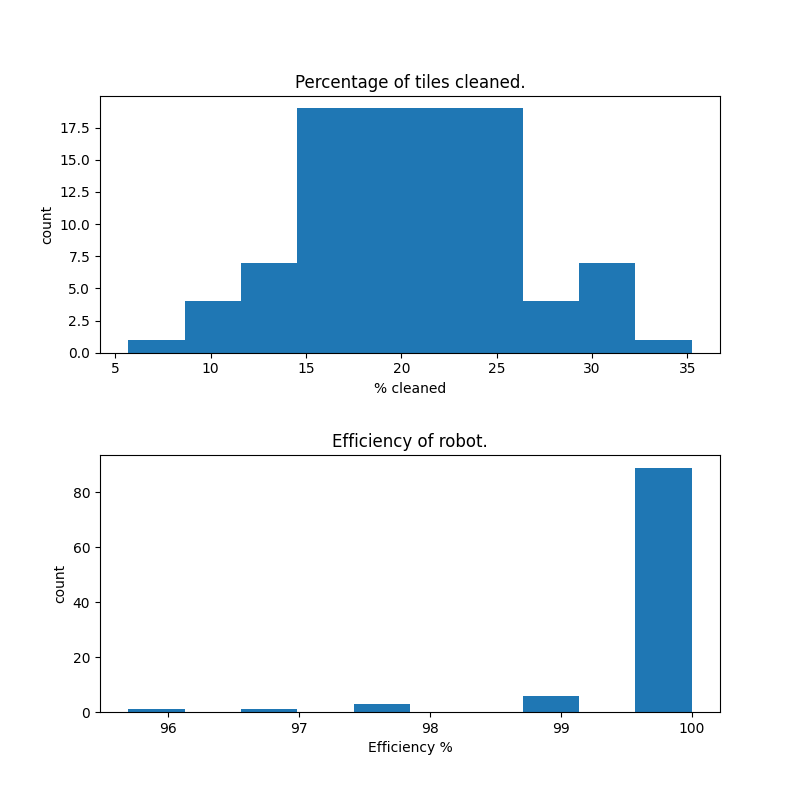 Percentage of tiles cleaned.
17.5
15.0
12.5
10.0
7.5
5.0
2.5
0.0
count
5 10 15 20 25 30 35
% cleaned
Efficiency of robot.
80
60
40
20
0
count
96 97 98 99 100
Efficiency %